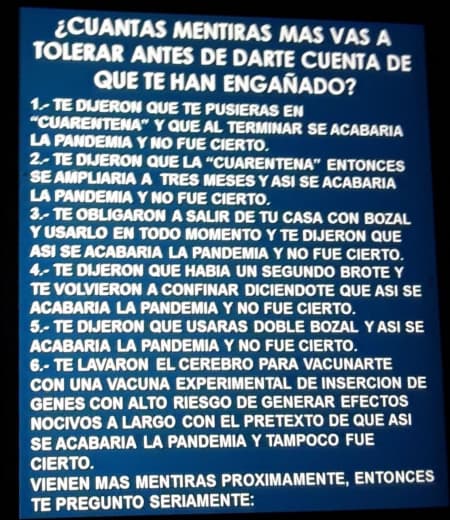 ¿CUANTAS MENTIRAS MAS VAS A
TOLERAR ANTES DE DARTE CUENTA DE
QUE TE HAN ENGAÑADO?
1.- TE DIJERON QUE TE PUSIERAS EN
“CUARENTENA” Y QUE AL TERMINAR SE ACABARIA
LA PANDEMIA Y NO FUE CIERTO.
2.- TE DIJERON QUE LA “CUARENTENA” ENTONCES
SE AMPLIARIA A TRES MESES Y ASI SE ACABARIA
LA PANDEMIA Y NO FUE CIERTO.
3.- TE OBLIGARON A SALIR DE TU CASA CON BOZAL
Y USARLO EN TODO MOMENTO Y TE DIJERON QUE
ASI SE ACABARIA LA PANDEMIA Y NO FUE CIERTO.
4.- TE DIJERON QUE HABIA UN SEGUNDO BROTE Y
TE VOLVIERON A CONFINAR DICIENDOTE QUE ASI SE
ACABARIA LA PANDEMIA Y NO FUE CIERTO.
5.- TE DIJERON QUE USARAS DOBLE BOZAL Y ASI SE
ACABARIA LA PANDEMIA Y NO FUE CIERTO.
6.- TE LAVARON EL CEREBRO PARA VACUNARTE
CON UNA VACUNA EXPERIMENTAL DE INSERCION DE
GENES CON ALTO RIESGO DE GENERAR EFECTOS
NOCIVOS A LARGO CON EL PRETEXTO DE QUE ASI
SE ACABARIA LA PANDEMIA Y TAMPOCO FUE
CIERTO.
VIENEN MAS MENTIRAS PROXIMAMENTE, ENTONCES
TE PREGUNTO SERIAMENTE: